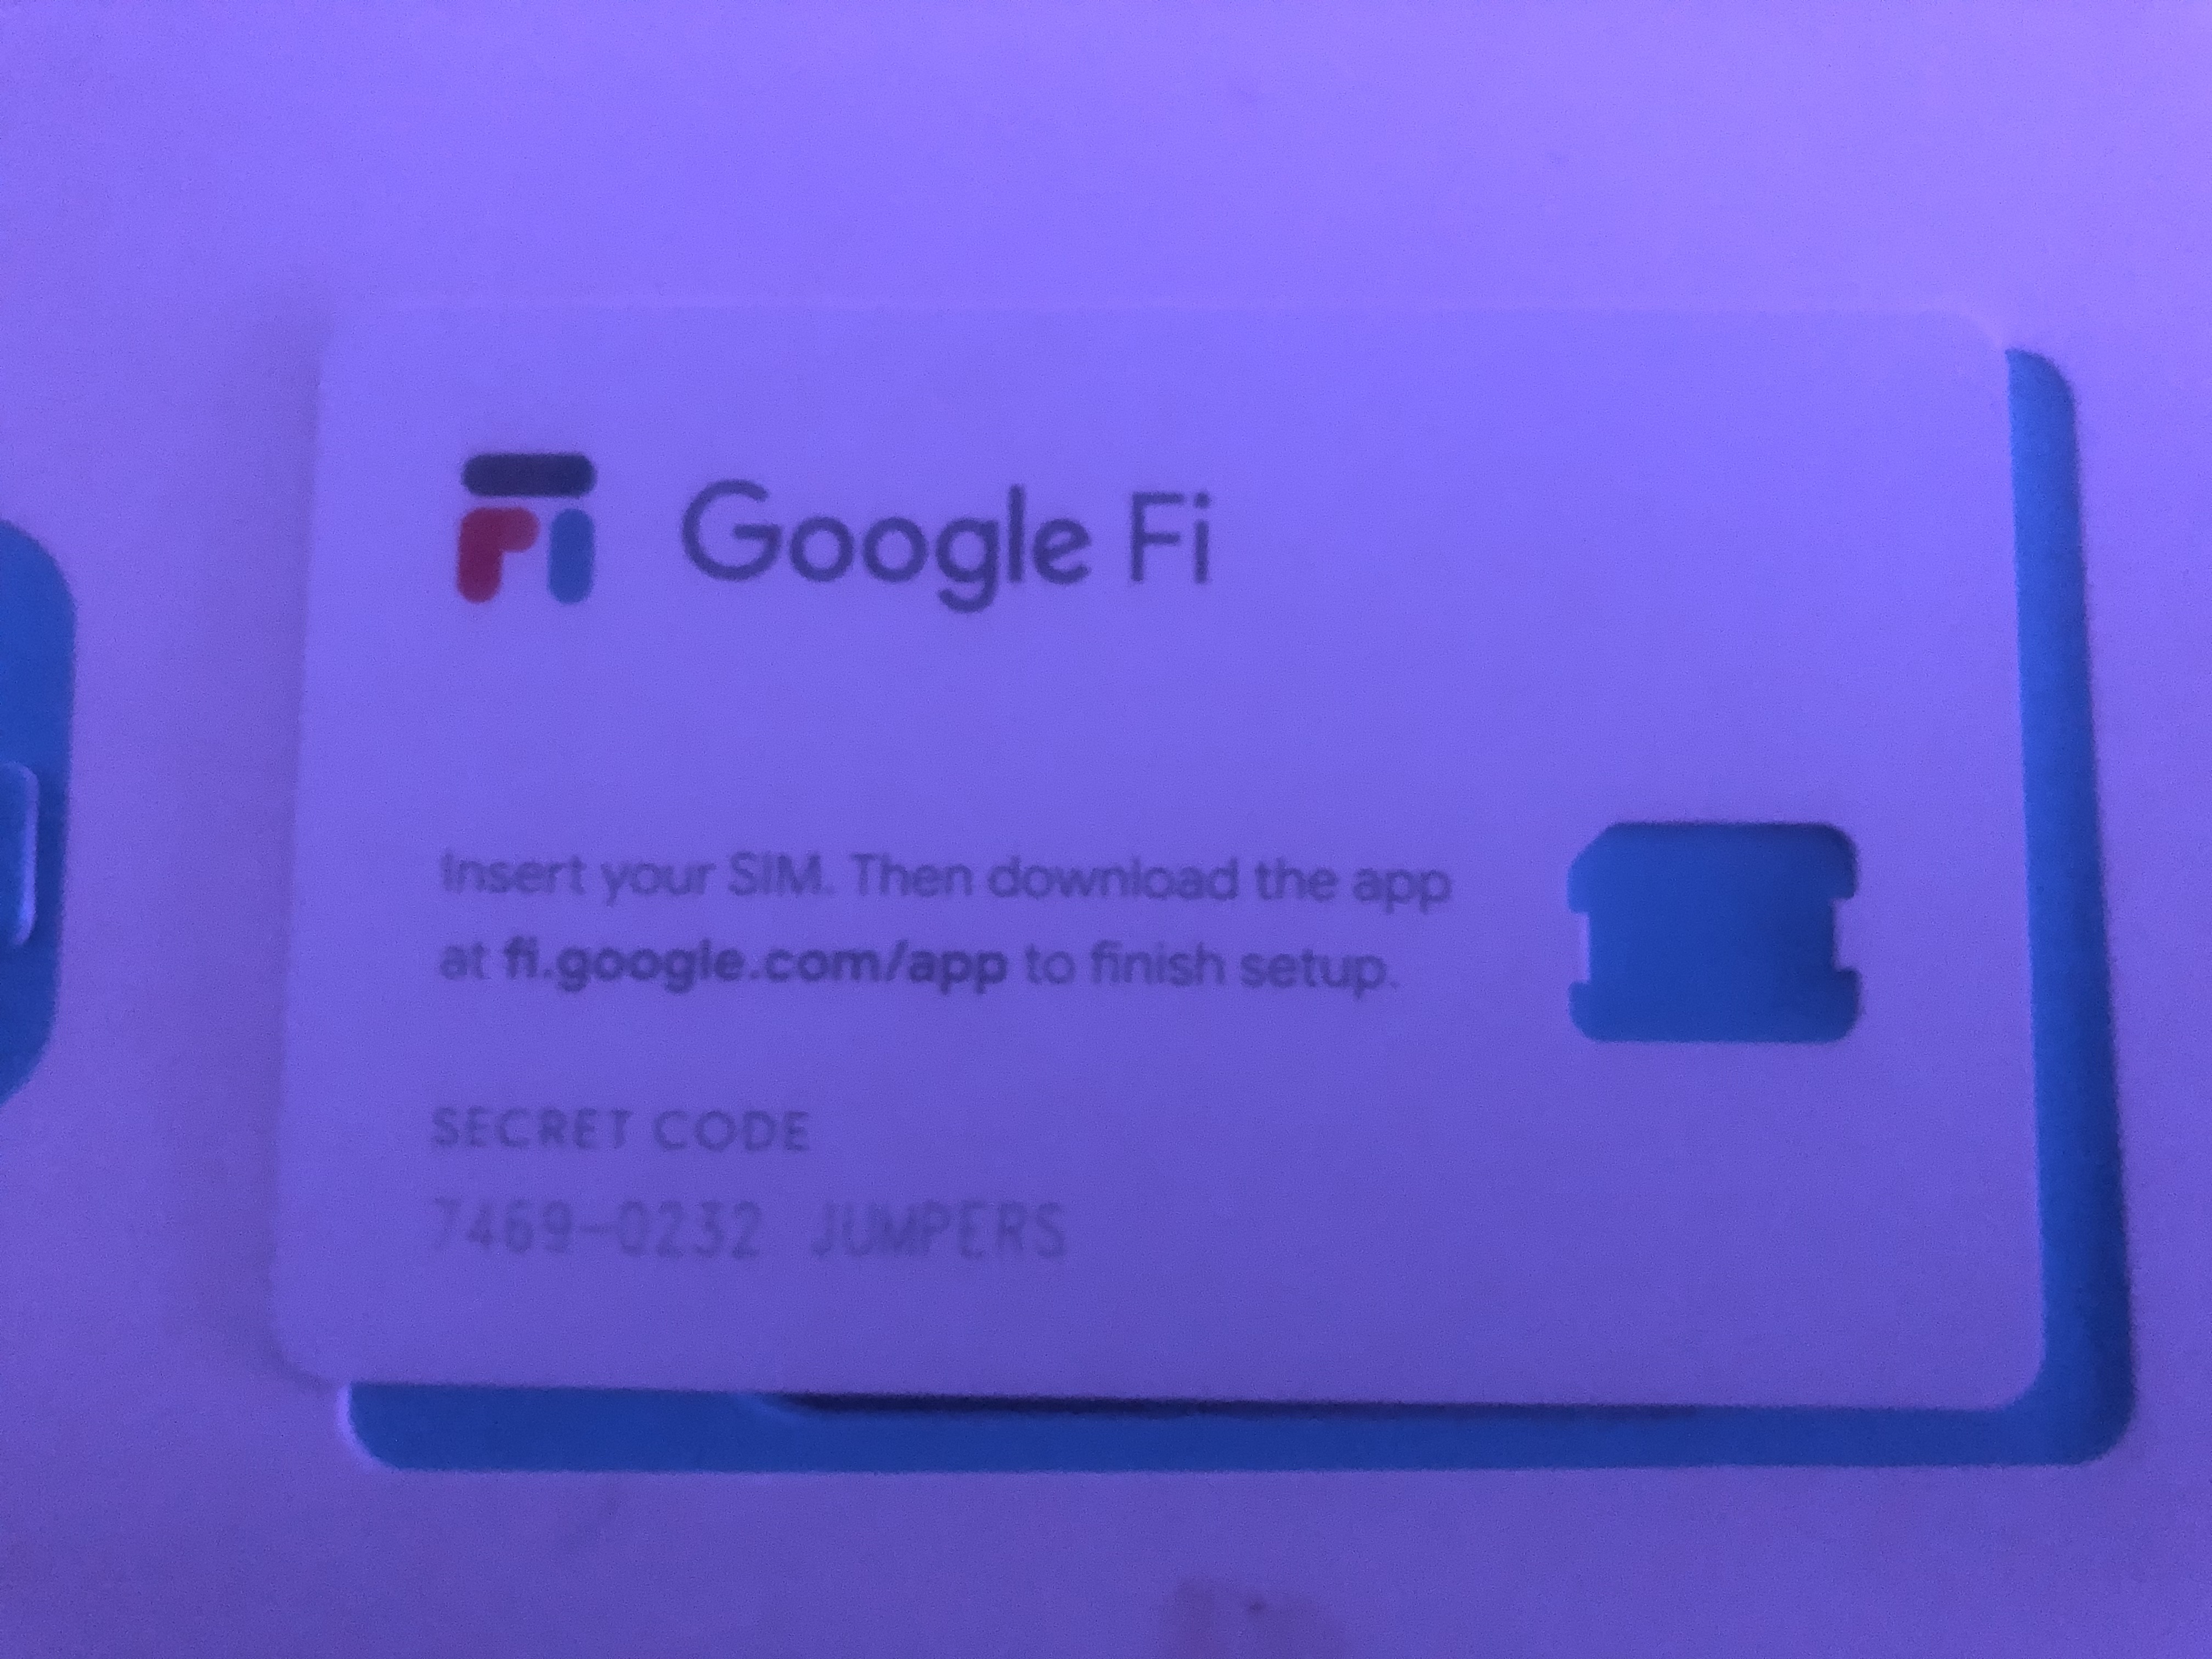 Google Fi
Insert your SIM. Then download the app
at fi.google.com/app to finish setup.
SECRET CODE
7469-0232 JUMPERS